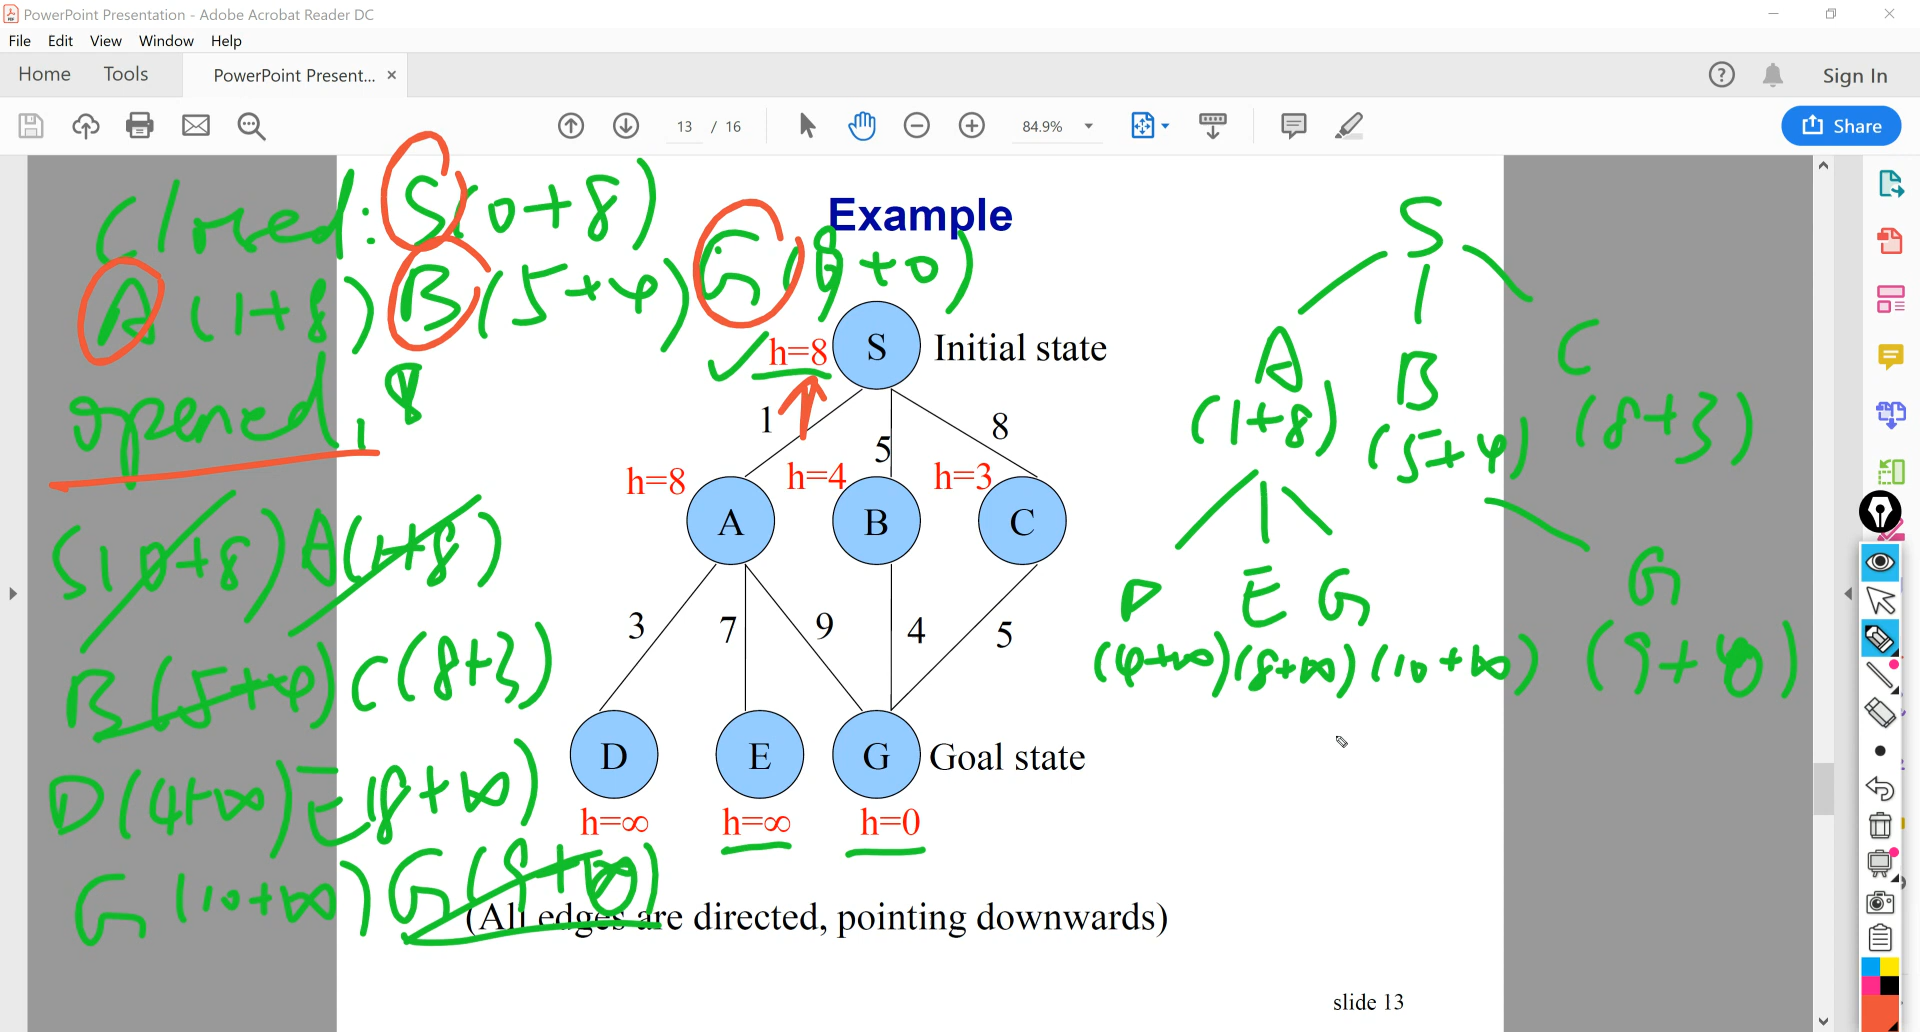 PowerPoint Presentation - Adobe Acrobat Reader DC
File Edit View Window Help
Home Tools PowerPoint Present... × Sign In
13 / 16 84.9% Share
Closed: S(0+8)
A(1+8) B(5+4) G(9+0)
opened, 8
S(0+8) A(1+8)
B(5+4) C(8+3)
D(4+∞) E(8+∞)
G(10+∞) G(9+0)
Example
S Initial state
h=8
1 5 8
h=8 h=4 h=3
A B C
3 7 9 4 5
D E G Goal state
h=∞ h=∞ h=0
(All edges are directed, pointing downwards)
slide 13
S
A B C
(1+8) (5+4) (8+3)
D E G G
(4+∞) (8+∞) (10+∞)